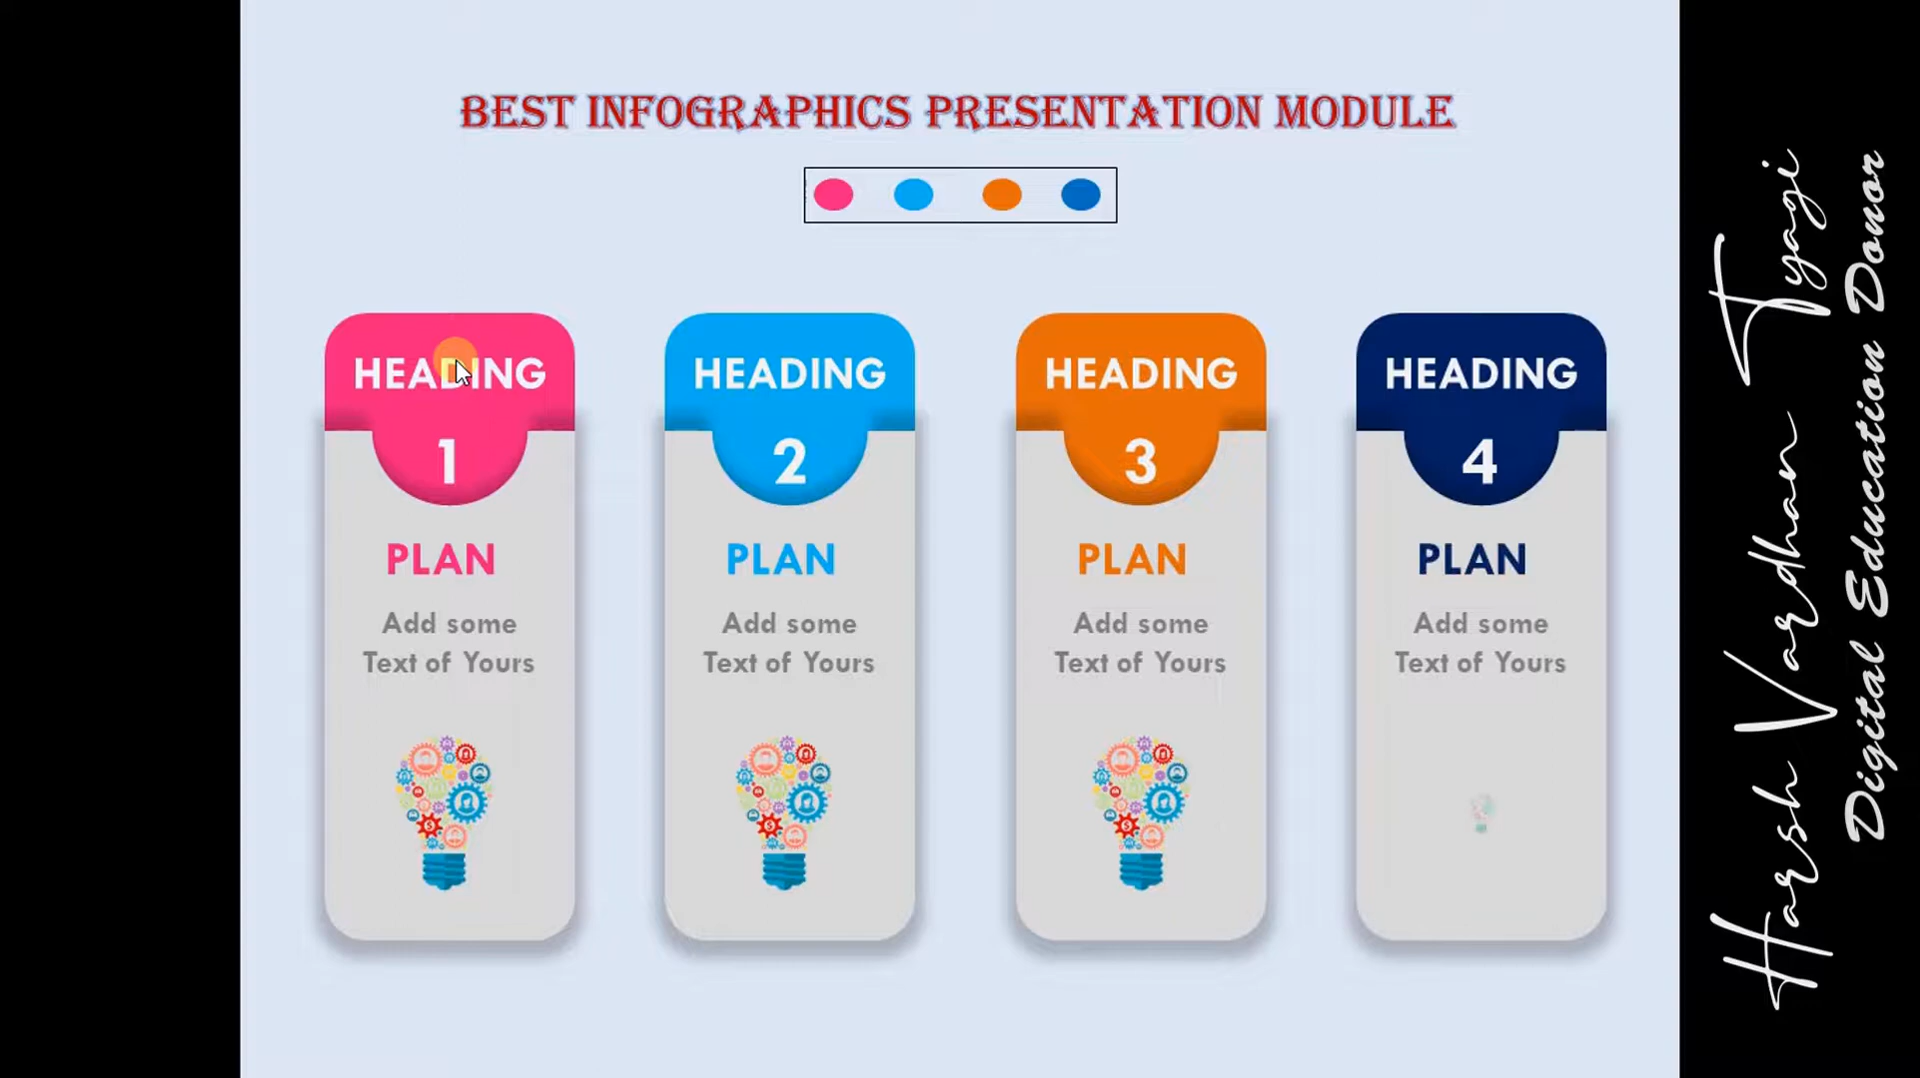 BEST INFOGRAPHICS PRESENTATION MODULE
HEADING
1
PLAN
Add some
Text of Yours
HEADING
2
PLAN
Add some
Text of Yours
HEADING
3
PLAN
Add some
Text of Yours
HEADING
4
PLAN
Add some
Text of Yours
Harsh Vardhan Tyagi
Digital Education Donor